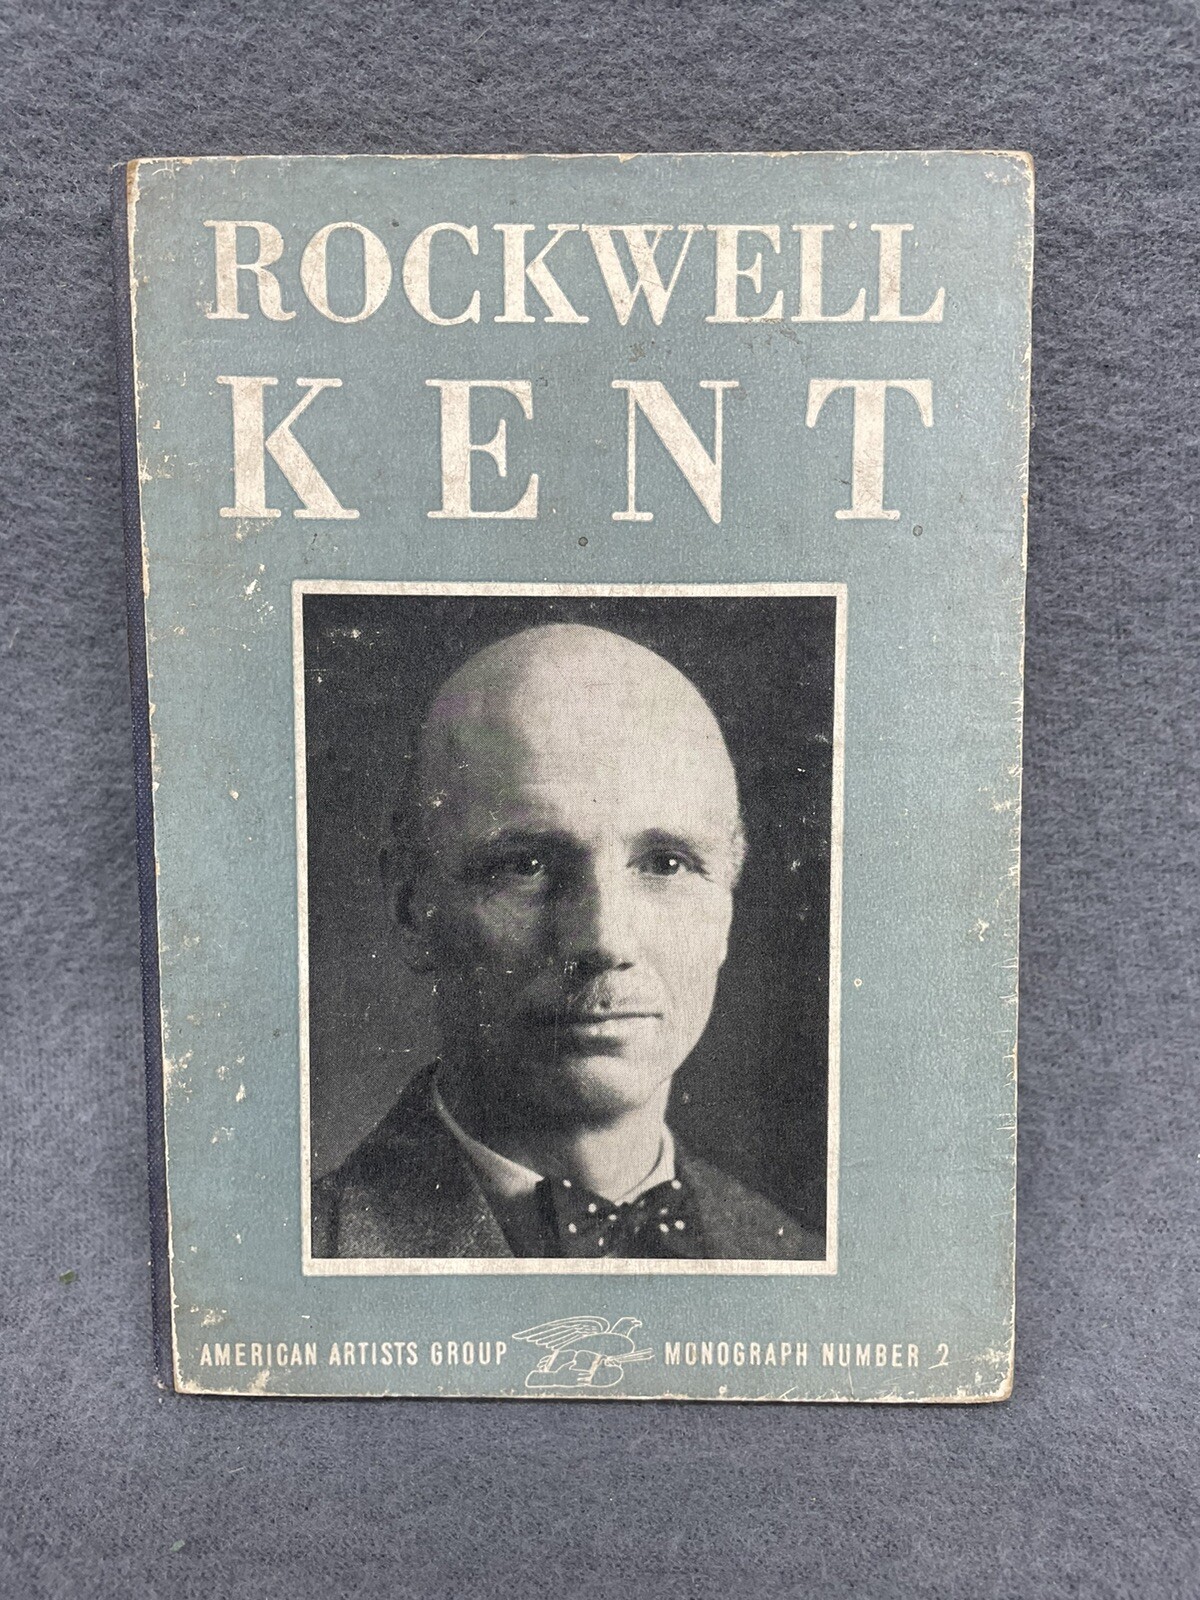 ROCKWELL
KENT
AMERICAN ARTISTS GROUP MONOGRAPH NUMBER 2